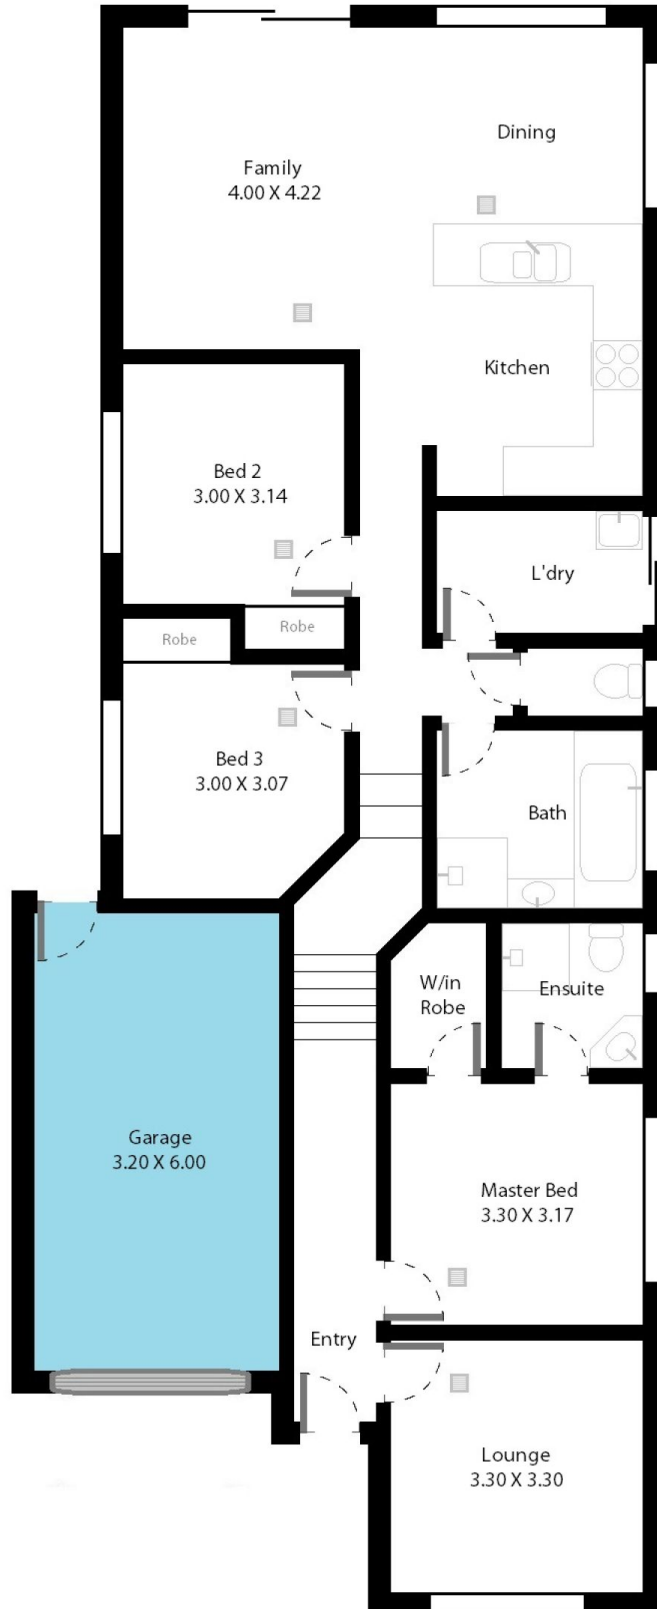 Dining
Family
4.00 X 4.22
Kitchen
Bed 2
3.00 X 3.14
L'dry
Robe
Robe
Bed 3
3.00 X 3.07
Bath
W/in
Robe
Ensuite
Garage
3.20 X 6.00
Master Bed
3.30 X 3.17
Entry
Lounge
3.30 X 3.30